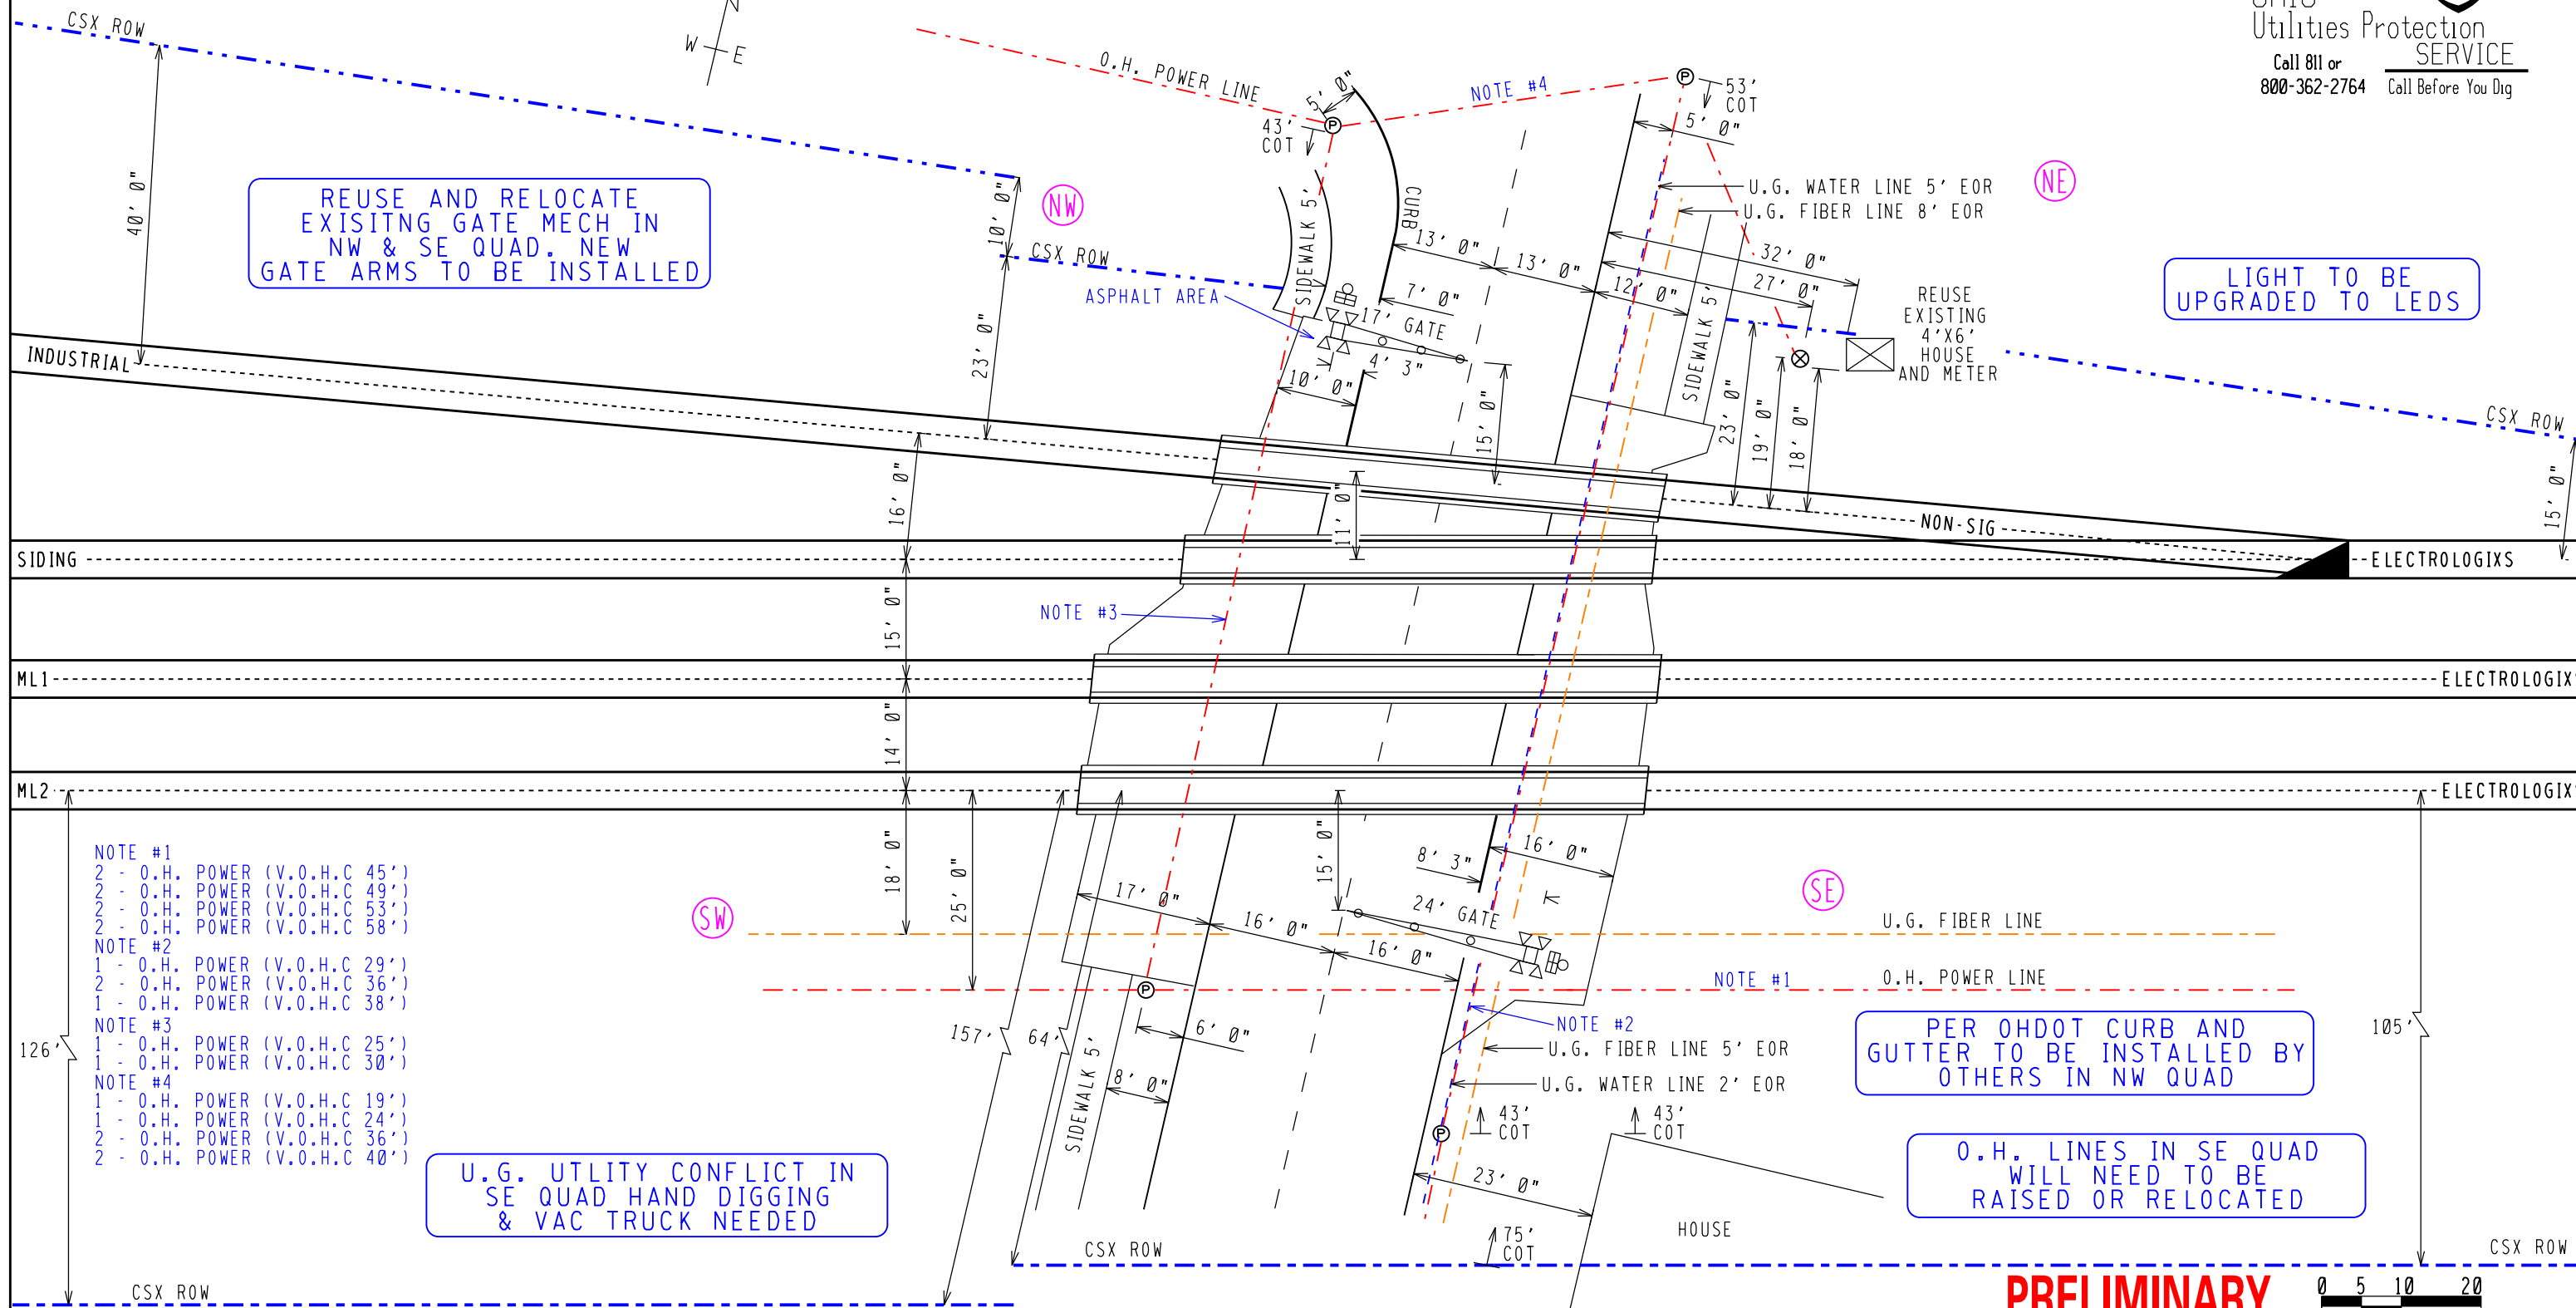 CSX ROW
N
W E
O.H. POWER LINE
5' 0"
43'
COT
NOTE #4
53'
COT
5' 0"
Utilities Protection
SERVICE
Call 811 or
800-362-2764
Call Before You Dig
40' 0"
REUSE AND RELOCATE
EXISITNG GATE MECH IN
NW & SE QUAD. NEW
GATE ARMS TO BE INSTALLED
10' 0"
NW
CSX ROW
SIDEWALK 5'
CURB
U.G. WATER LINE 5' EOR
U.G. FIBER LINE 8' EOR
NE
13' 0"
13' 0"
32' 0"
27' 0"
12' 0"
ASPHALT AREA
7' 0"
17' GATE
4' 3"
10' 0"
23' 0"
15' 0"
SIDEWALK 5'
REUSE
EXISTING
4'X6'
HOUSE
AND METER
LIGHT TO BE
UPGRADED TO LEDS
23' 0"
19' 0"
18' 0"
CSX ROW
15' 0"
INDUSTRIAL
NON-SIG
16' 0"
11' 0"
SIDING
ELECTROLOGIXS
15' 0"
NOTE #3
ML1
ELECTROLOGIX
14' 0"
ML2
ELECTROLOGIX
18' 0"
25' 0"
15' 0"
8' 3"
16' 0"
17' 0"
16' 0"
16' 0"
24' GATE
SW
SE
U.G. FIBER LINE
NOTE #1
O.H. POWER LINE
NOTE #1
2 - O.H. POWER (V.O.H.C 45')
2 - O.H. POWER (V.O.H.C 49')
2 - O.H. POWER (V.O.H.C 53')
2 - O.H. POWER (V.O.H.C 58')
NOTE #2
1 - O.H. POWER (V.O.H.C 29')
2 - O.H. POWER (V.O.H.C 36')
1 - O.H. POWER (V.O.H.C 38')
NOTE #3
1 - O.H. POWER (V.O.H.C 25')
1 - O.H. POWER (V.O.H.C 30')
NOTE #4
1 - O.H. POWER (V.O.H.C 19')
1 - O.H. POWER (V.O.H.C 24')
2 - O.H. POWER (V.O.H.C 36')
2 - O.H. POWER (V.O.H.C 40')
126'
157'
64'
6' 0"
8' 0"
SIDEWALK 5'
NOTE #2
U.G. FIBER LINE 5' EOR
U.G. WATER LINE 2' EOR
43'
COT
43'
COT
23' 0"
75'
COT
HOUSE
PER OHDOT CURB AND
GUTTER TO BE INSTALLED BY
OTHERS IN NW QUAD
105'
O.H. LINES IN SE QUAD
WILL NEED TO BE
RAISED OR RELOCATED
U.G. UTLITY CONFLICT IN
SE QUAD HAND DIGGING
& VAC TRUCK NEEDED
CSX ROW
CSX ROW
CSX ROW
PRELIMINARY
0 5 10 20
P
P
P
P